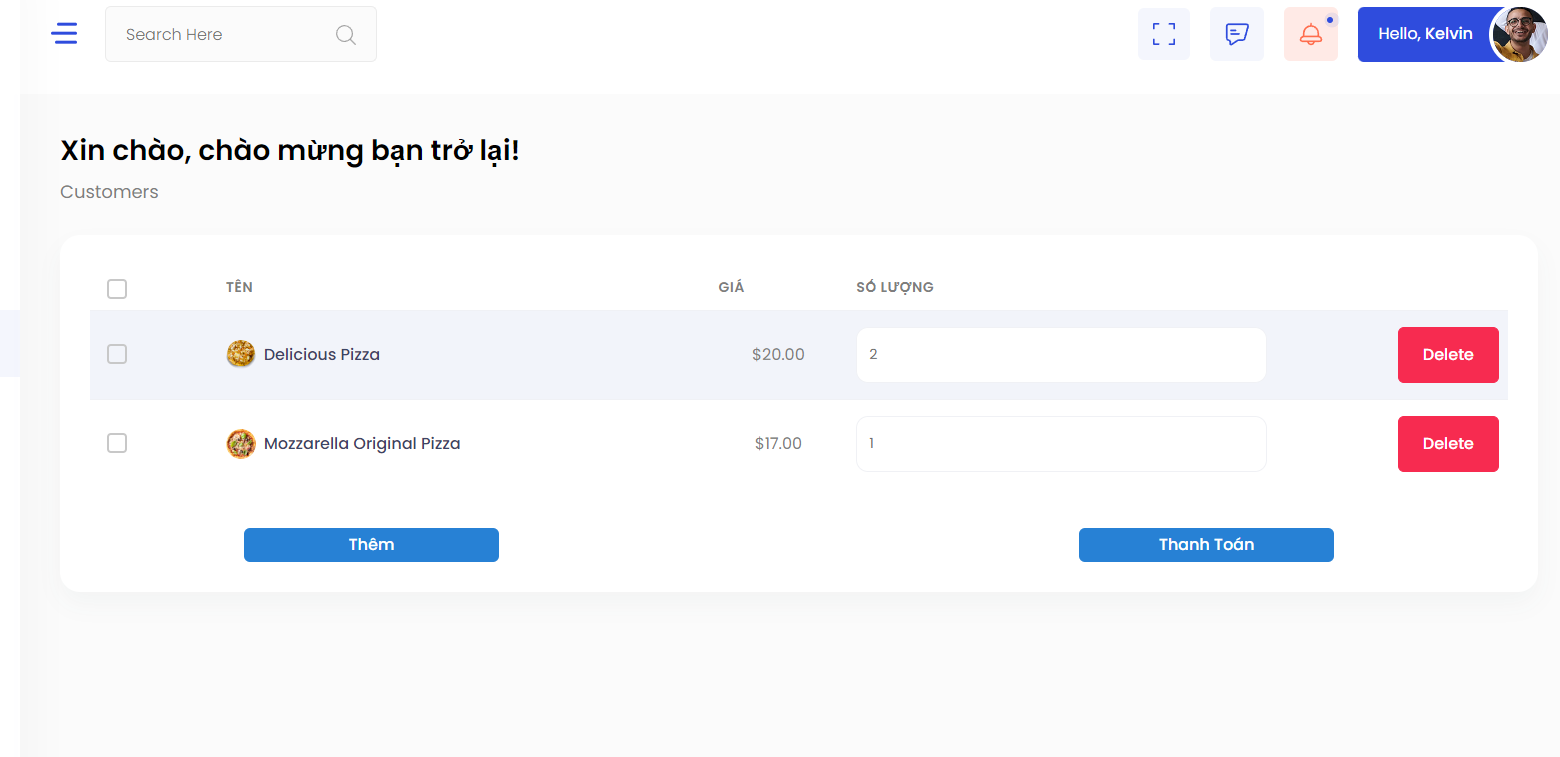 Search Here
Hello, Kelvin
Xin chào, chào mừng bạn trở lại!
Customers
TÊN GIÁ SỐ LƯỢNG
Delicious Pizza $20.00 2 Delete
Mozzarella Original Pizza $17.00 1 Delete
Thêm Thanh Toán